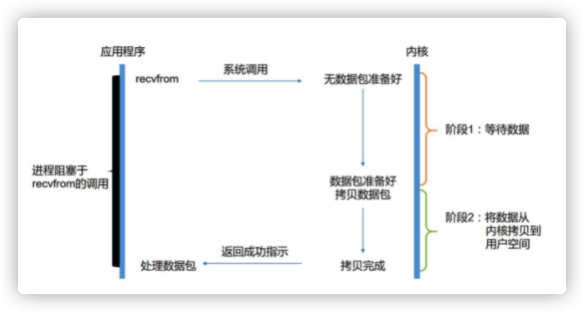 应用程序
内核
recvfrom
系统调用
无数据包准备好
阶段1：等待数据
进程阻塞于
recvfrom的调用
数据包准备好
拷贝数据包
阶段2：将数据从
内核拷贝到
用户空间
返回成功指示
处理数据包
拷贝完成